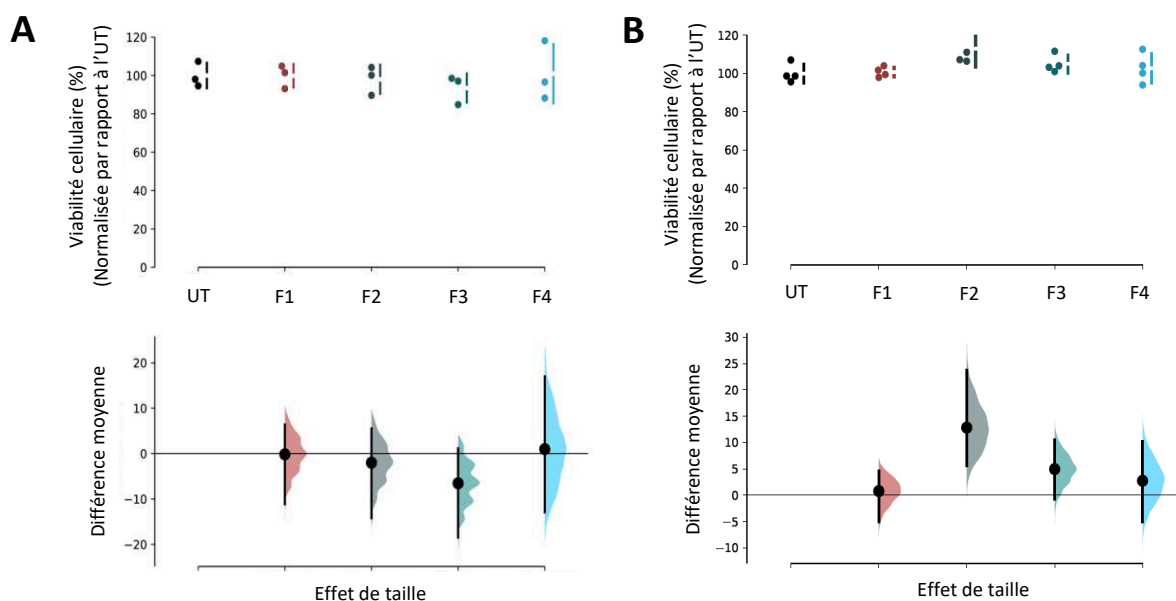 A
Viabilité cellulaire (%)
(Normalisée par rapport à l'UT)
120
100
80
60
40
20
0
UT F1 F2 F3 F4
Différence moyenne
20
10
0
−10
−20
Effet de taille
B
Viabilité cellulaire (%)
(Normalisée par rapport à l'UT)
120
100
80
60
40
20
0
UT F1 F2 F3 F4
Différence moyenne
30
25
20
15
10
5
0
−5
−10
Effet de taille